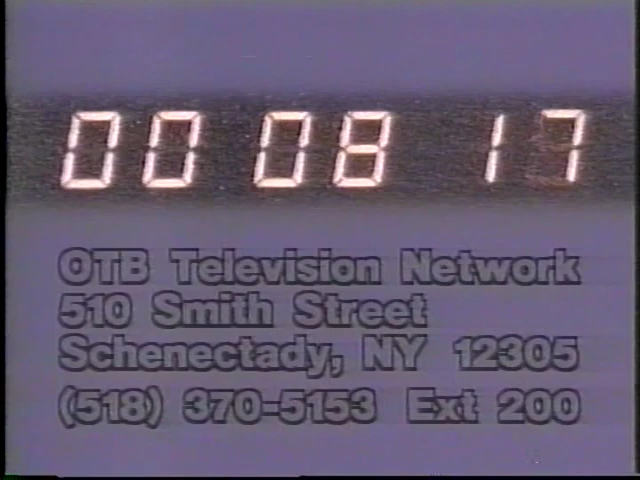 00 08 17
OTB Television Network
510 Smith Street
Schenectady, NY 12305
(518) 370-5153 Ext 200